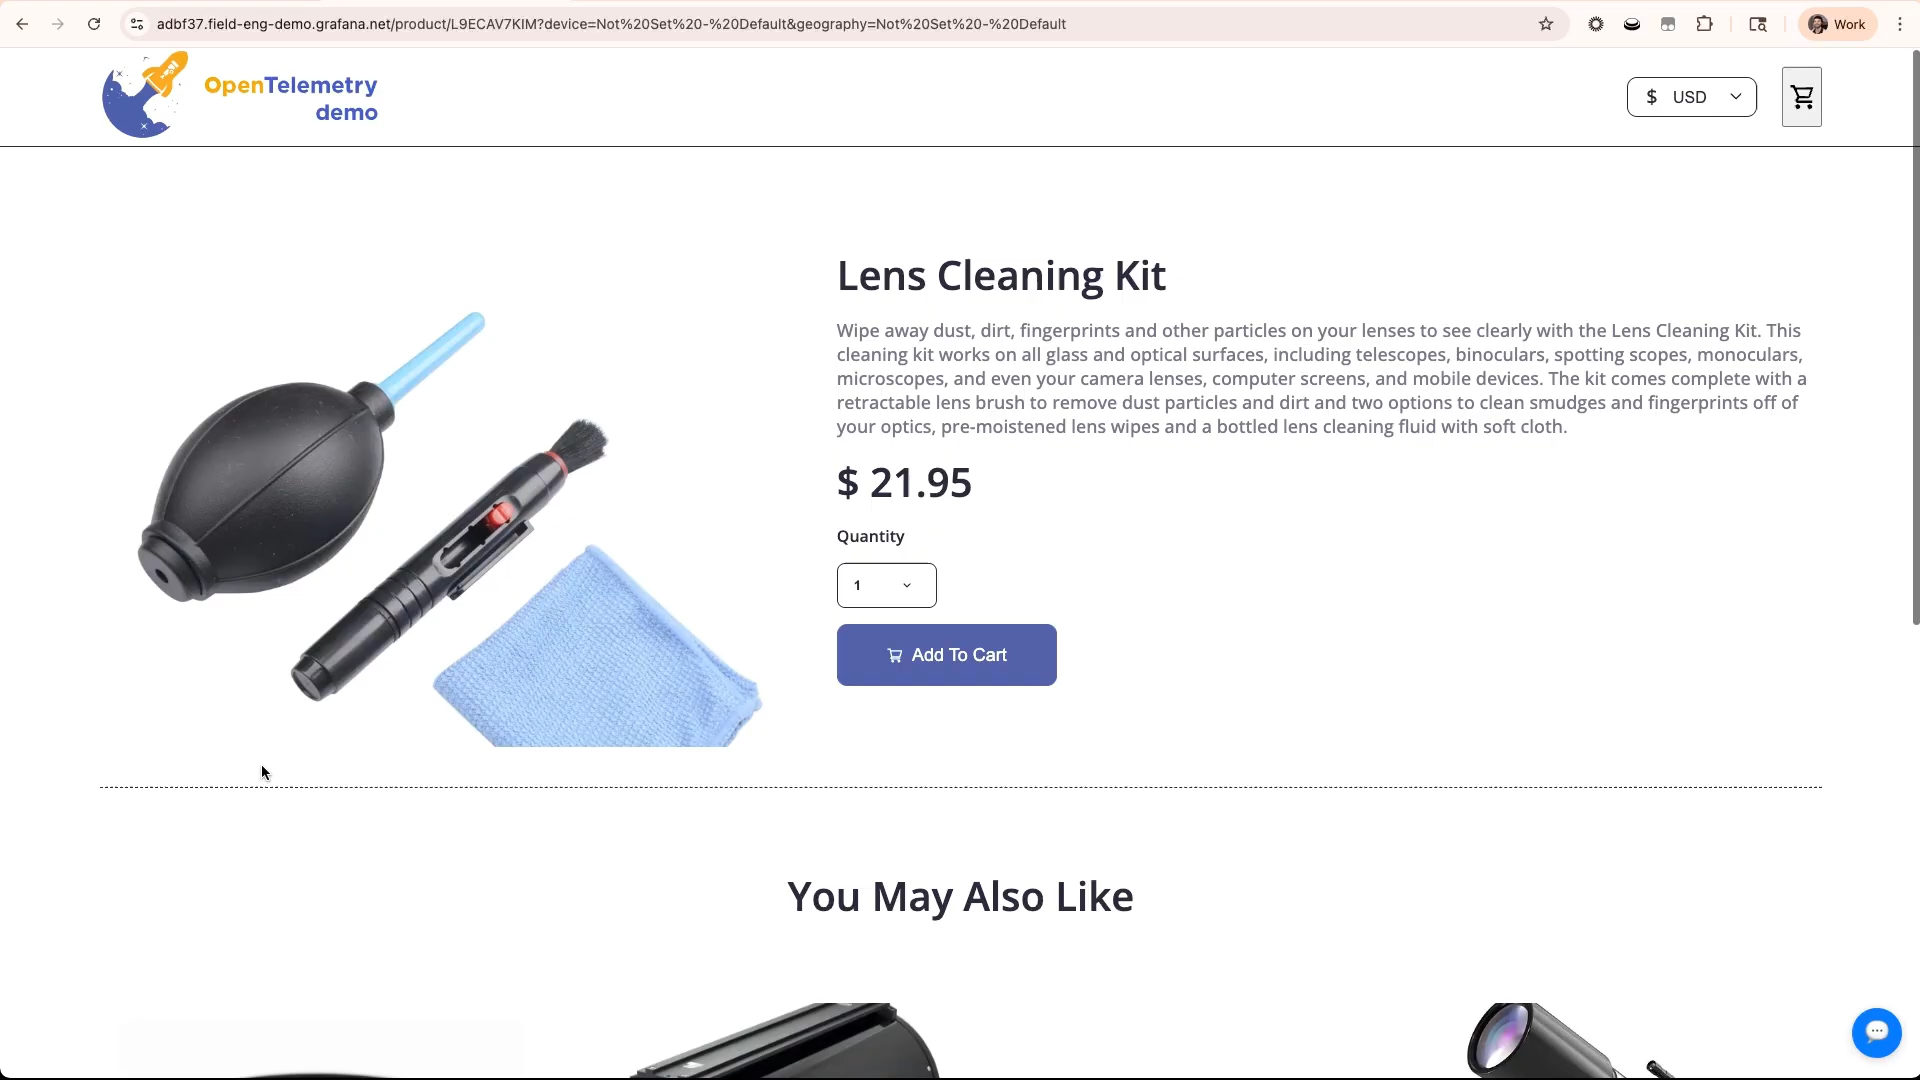 adbf37.field-eng-demo.grafana.net/product/L9ECAV7KIM?device=Not%20Set%20-%20Default&geography=Not%20Set%20-%20Default
Work
OpenTelemetry
demo
$ USD
Lens Cleaning Kit
Wipe away dust, dirt, fingerprints and other particles on your lenses to see clearly with the Lens Cleaning Kit. This
cleaning kit works on all glass and optical surfaces, including telescopes, binoculars, spotting scopes, monoculars,
microscopes, and even your camera lenses, computer screens, and mobile devices. The kit comes complete with a
retractable lens brush to remove dust particles and dirt and two options to clean smudges and fingerprints off of
your optics, pre-moistened lens wipes and a bottled lens cleaning fluid with soft cloth.
$ 21.95
Quantity
1
Add To Cart
You May Also Like